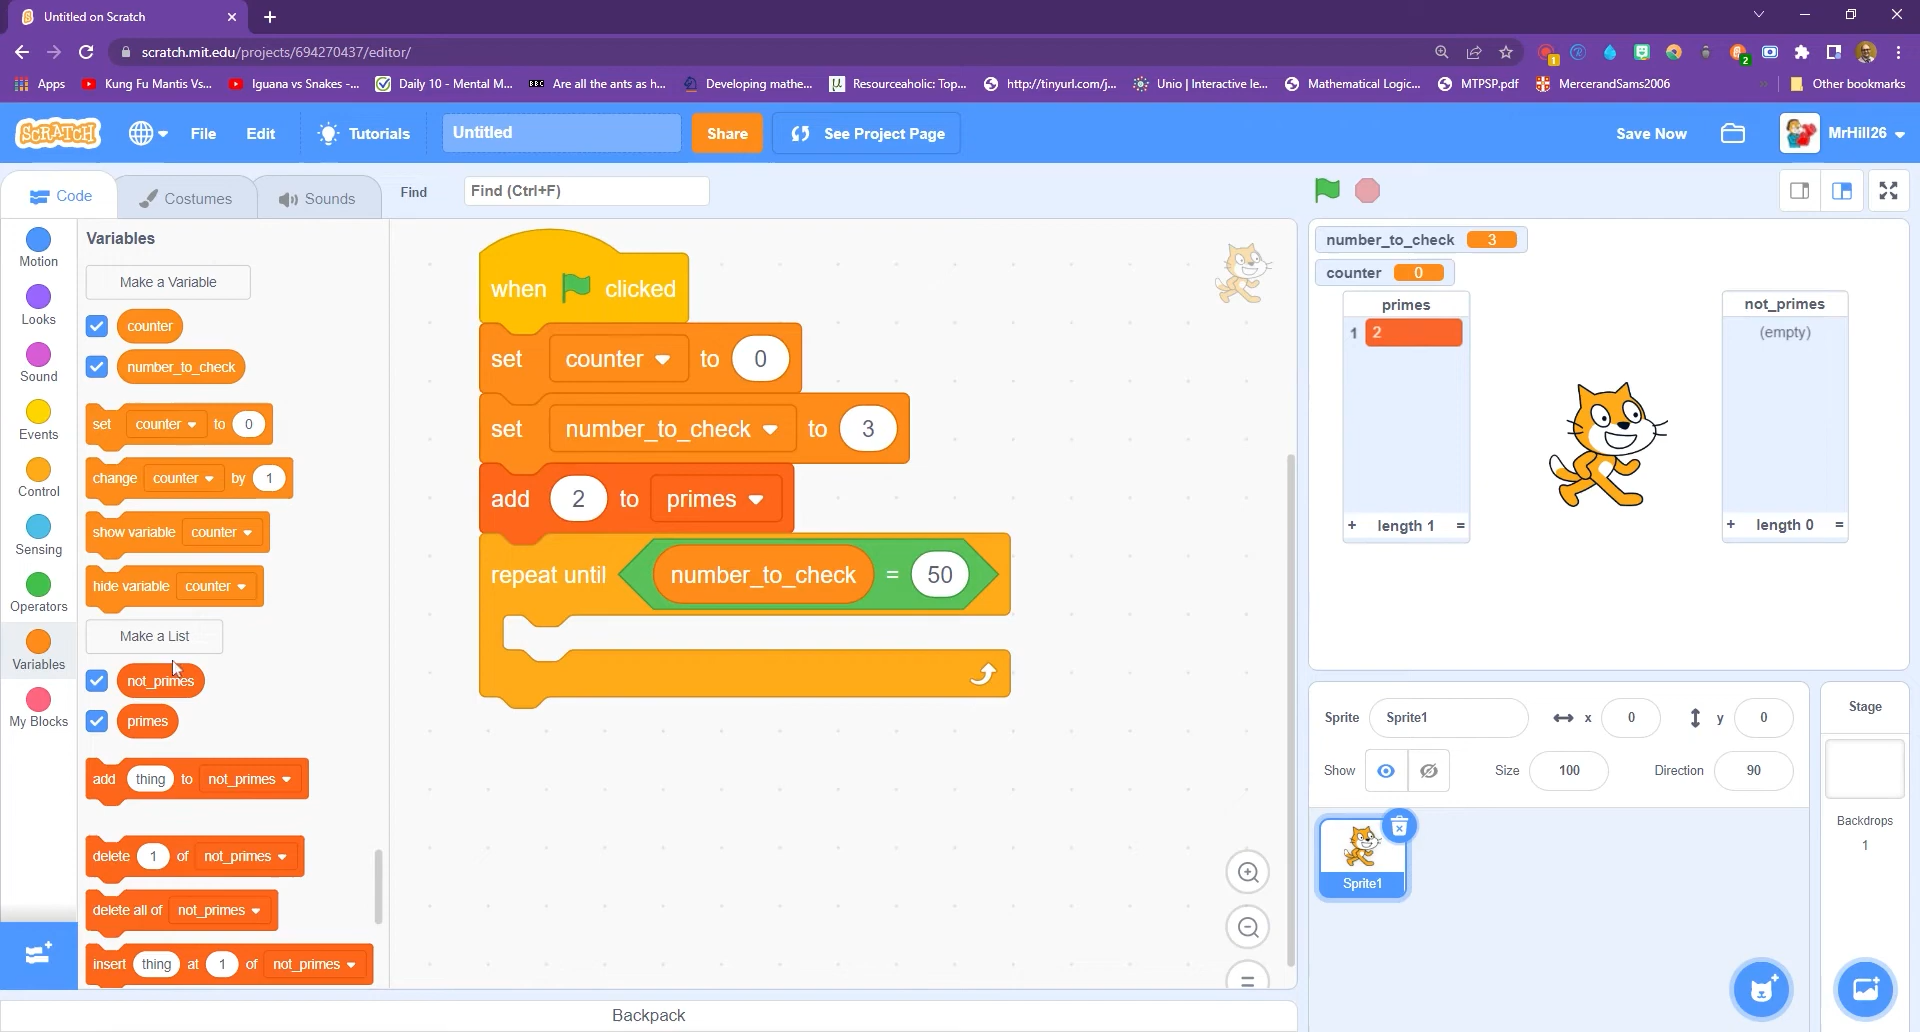 Untitled on Scratch
scratch.mit.edu/projects/694270437/editor/
1
2
Apps
Kung Fu Mantis Vs...
Iguana vs Snakes -...
Daily 10 - Mental M...
BBC
Are all the ants as h...
Developing mathe...
Resourceaholic: Top...
http://tinyurl.com/j...
Unio | Interactive le...
Mathematical Logic...
MTPSP.pdf
MercerandSams2006
Other bookmarks
SCRATCH
File
Edit
Tutorials
Untitled
Share
See Project Page
Save Now
MrHill26
Code
Costumes
Sounds
Find
Find (Ctrl+F)
Motion
Looks
Sound
Events
Control
Sensing
Operators
Variables
My Blocks
Variables
Make a Variable
counter
number_to_check
set counter to 0
change counter by 1
show variable counter
hide variable counter
Make a List
not_primes
primes
add thing to not_primes
delete 1 of not_primes
delete all of not_primes
insert thing at 1 of not_primes
when clicked
set counter to 0
set number_to_check to 3
add 2 to primes
repeat until number_to_check = 50
number_to_check 3
counter 0
primes
1 2
+ length 1 =
not_primes
(empty)
+ length 0 =
Sprite Sprite1 x 0 y 0
Show Size 100 Direction 90
Sprite1
Stage
Backdrops
1
Backpack